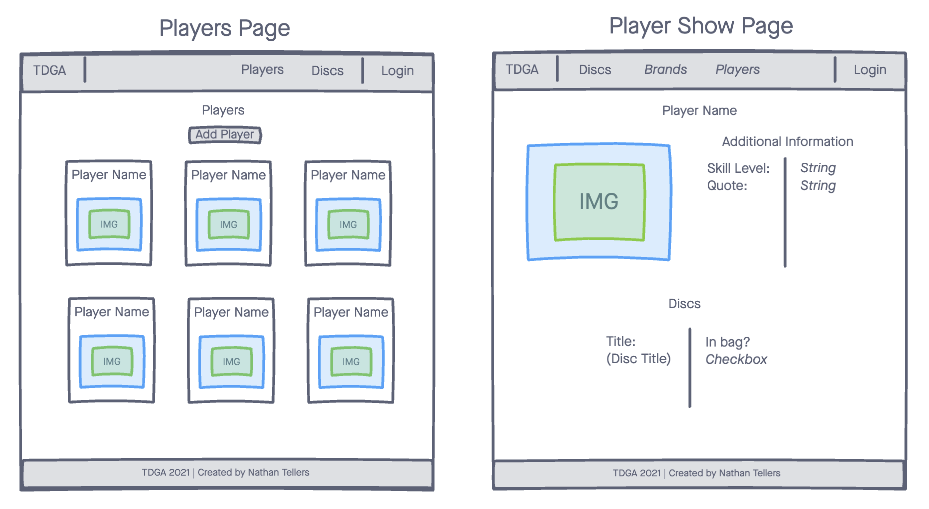 Players Page
TDGA Players Discs Login
Players
Add Player
Player Name Player Name Player Name
IMG IMG IMG
Player Name Player Name Player Name
IMG IMG IMG
TDGA 2021 | Created by Nathan Tellers
Player Show Page
TDGA Discs Brands Players Login
Player Name
Additional Information
IMG
Skill Level: String
Quote: String
Discs
Title: In bag?
(Disc Title) Checkbox
TDGA 2021 | Created by Nathan Tellers